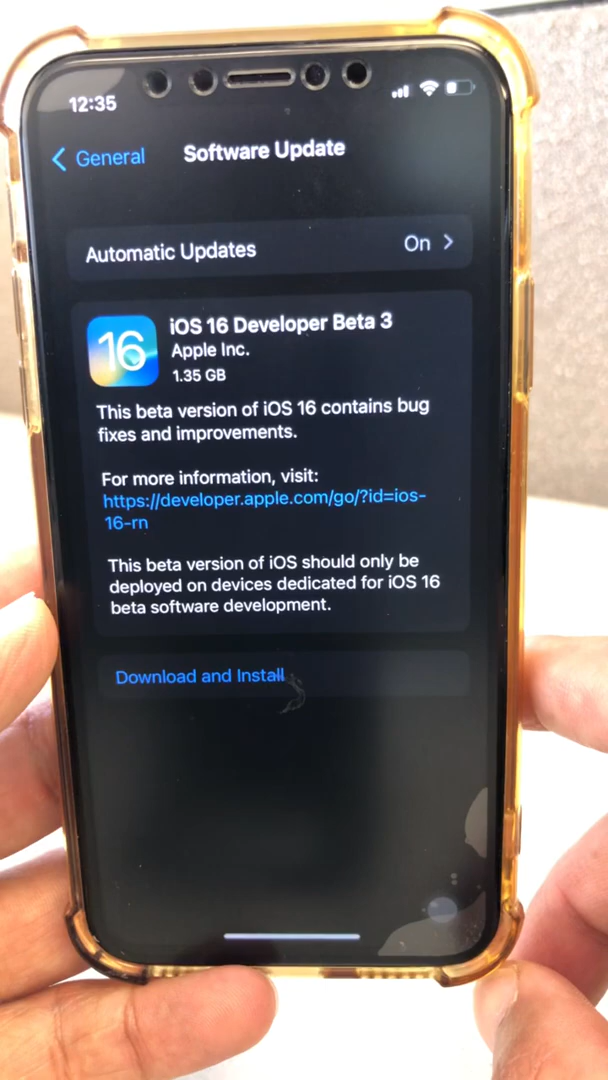 12:35
General
Software Update
Automatic Updates
On
16
iOS 16 Developer Beta 3
Apple Inc.
1.35 GB
This beta version of iOS 16 contains bug
fixes and improvements.
For more information, visit:
https://developer.apple.com/go/?id=ios-
16-rn
This beta version of iOS should only be
deployed on devices dedicated for iOS 16
beta software development.
Download and Install